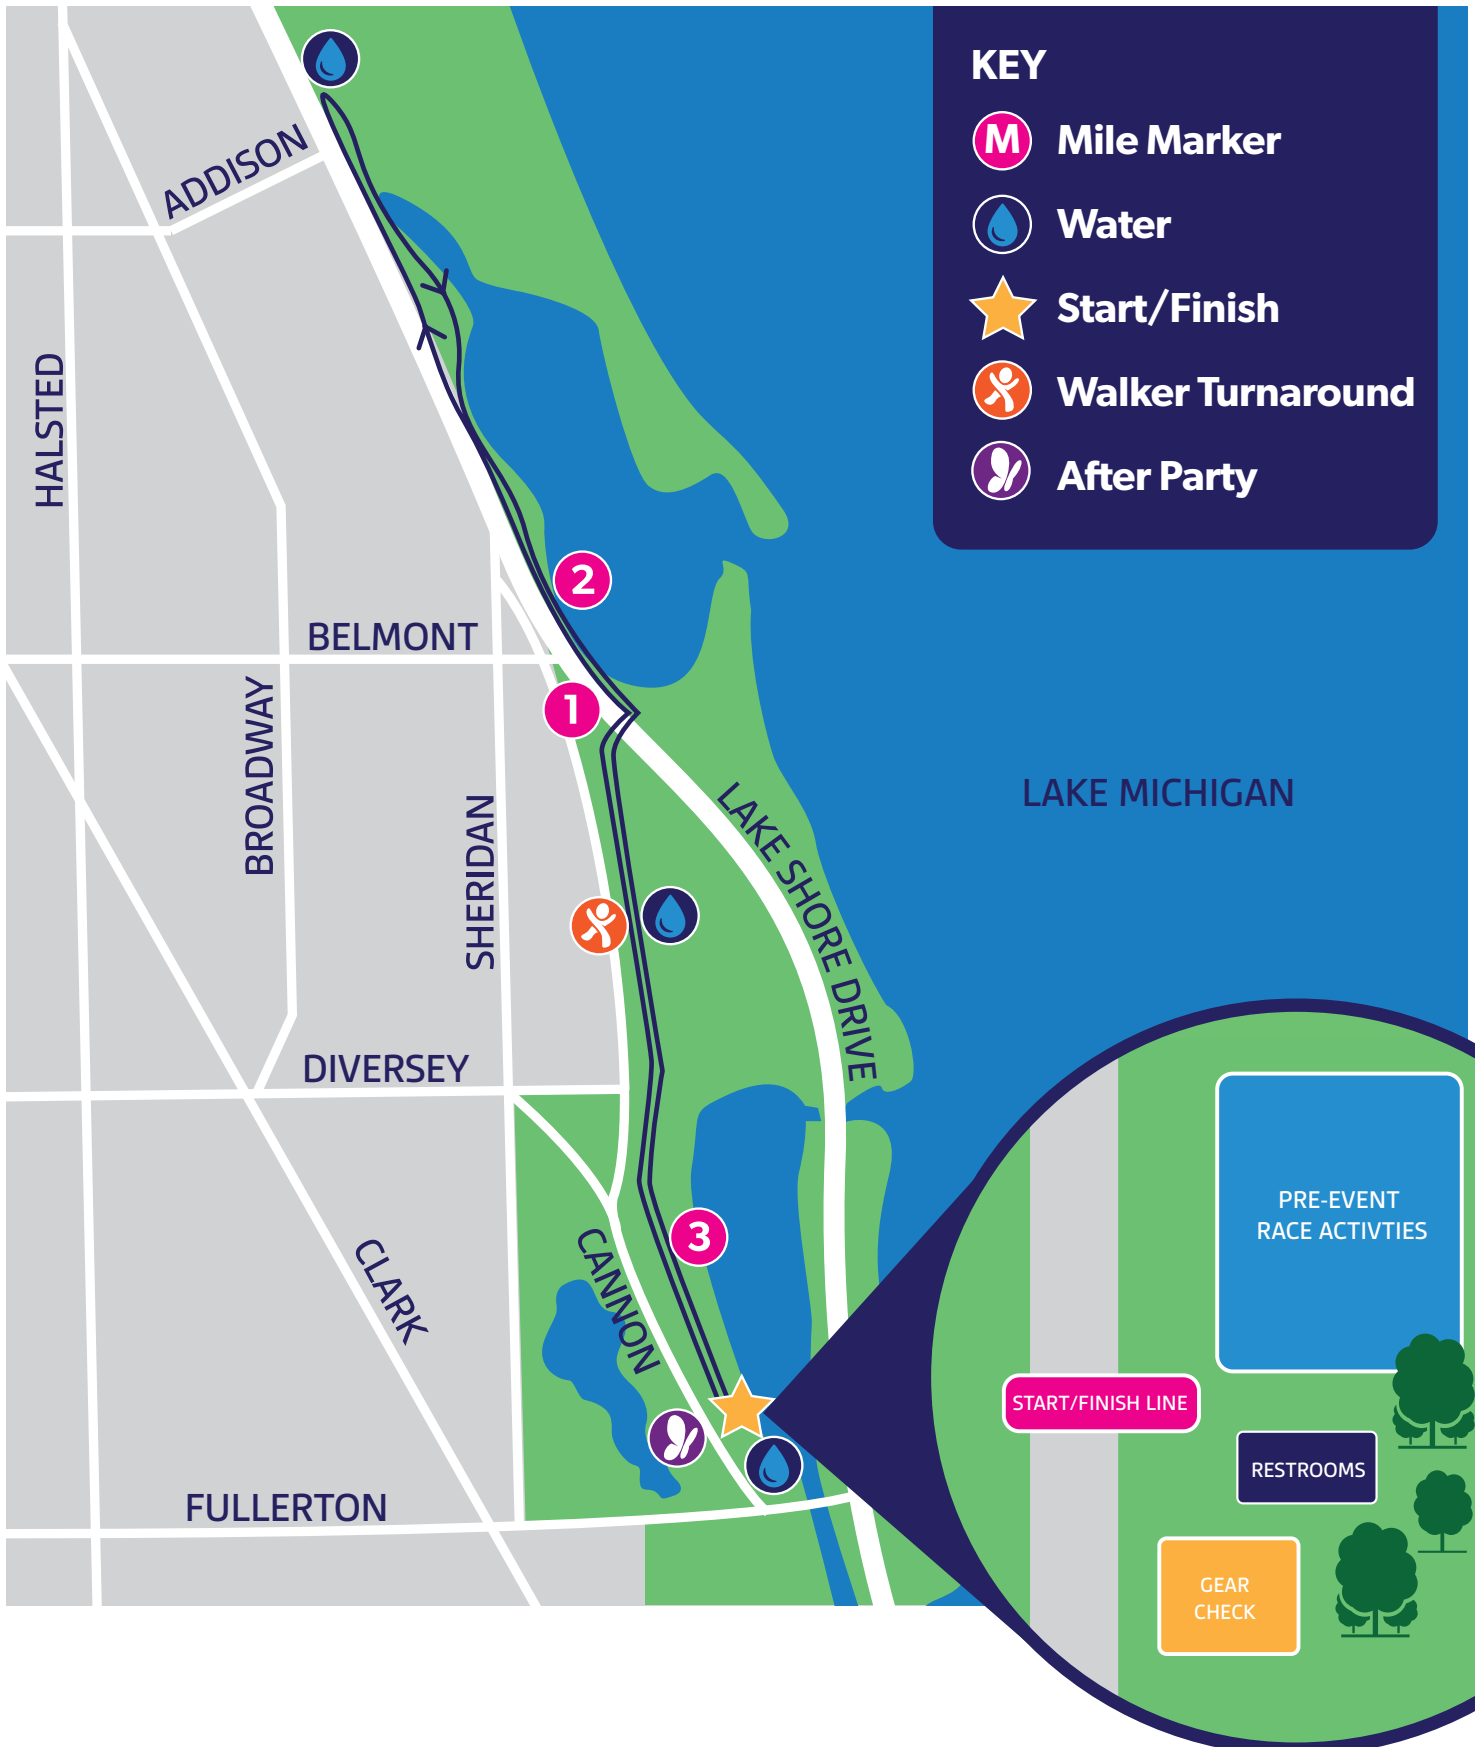 KEY
M Mile Marker
Water
Start/Finish
Walker Turnaround
After Party
ADDISON
HALSTED
2
BELMONT
1
BROADWAY
SHERIDAN
LAKE SHORE DRIVE
LAKE MICHIGAN
DIVERSEY
CLARK
CANNON
3
FULLERTON
PRE-EVENT
RACE ACTIVTIES
START/FINISH LINE
RESTROOMS
GEAR
CHECK